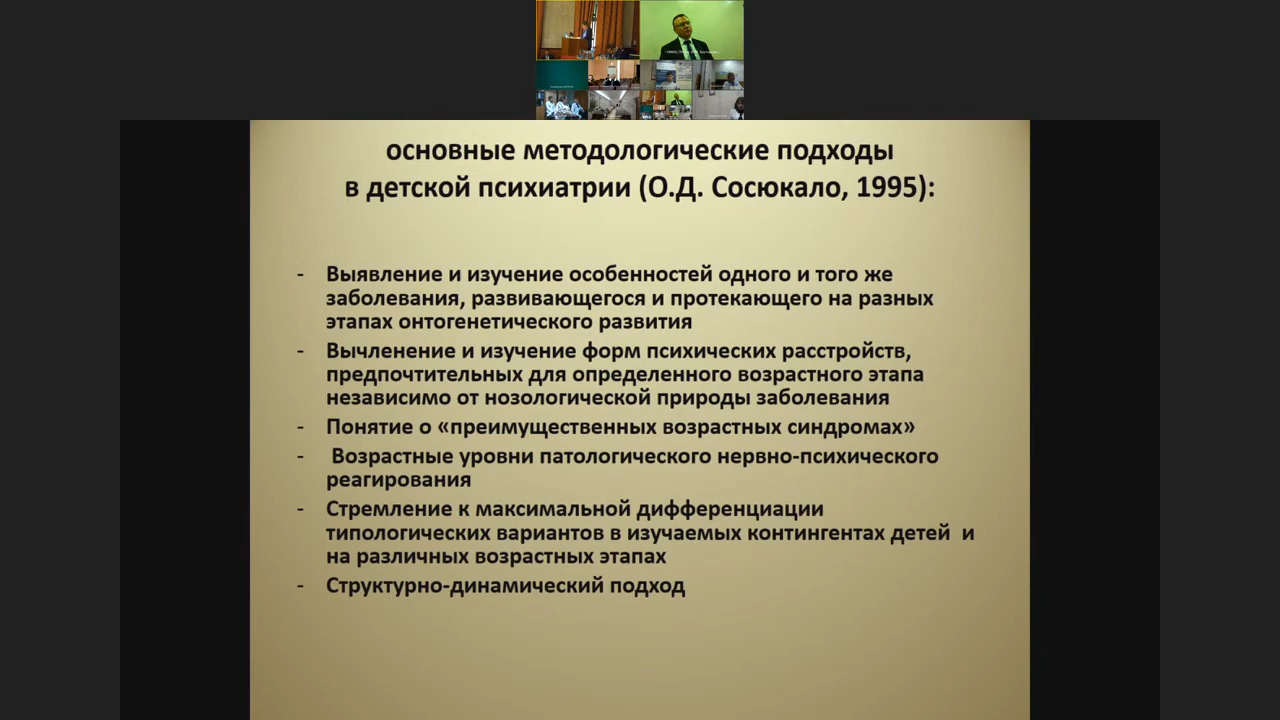 основные методологические подходы
в детской психиатрии (О.Д. Сосюкало, 1995):
- Выявление и изучение особенностей одного и того же
заболевания, развивающегося и протекающего на разных
этапах онтогенетического развития
- Вычленение и изучение форм психических расстройств,
предпочтительных для определенного возрастного этапа
независимо от нозологической природы заболевания
- Понятие о «преимущественных возрастных синдромах»
- Возрастные уровни патологического нервно-психического
реагирования
- Стремление к максимальной дифференциации
типологических вариантов в изучаемых контингентах детей и
на различных возрастных этапах
- Структурно-динамический подход